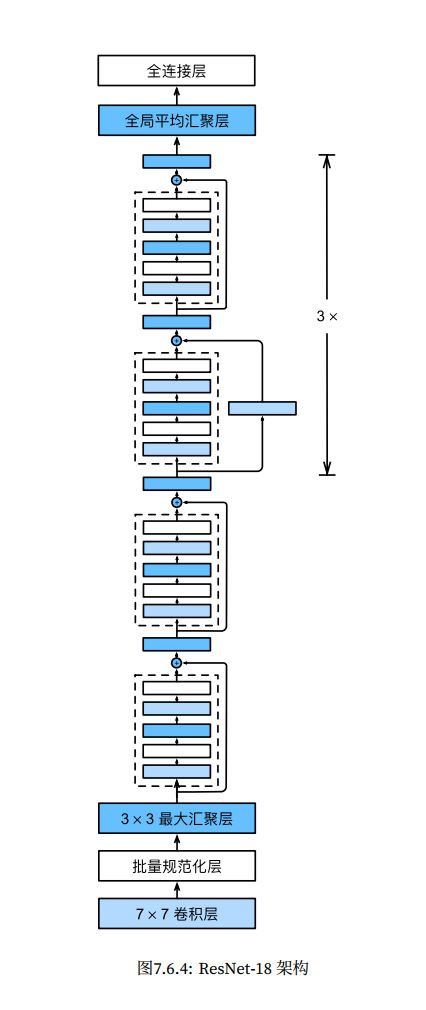 全连接层
全局平均汇聚层
3 ×
3 × 3 最大汇聚层
批量规范化层
7 × 7 卷积层
图7.6.4: ResNet-18 架构